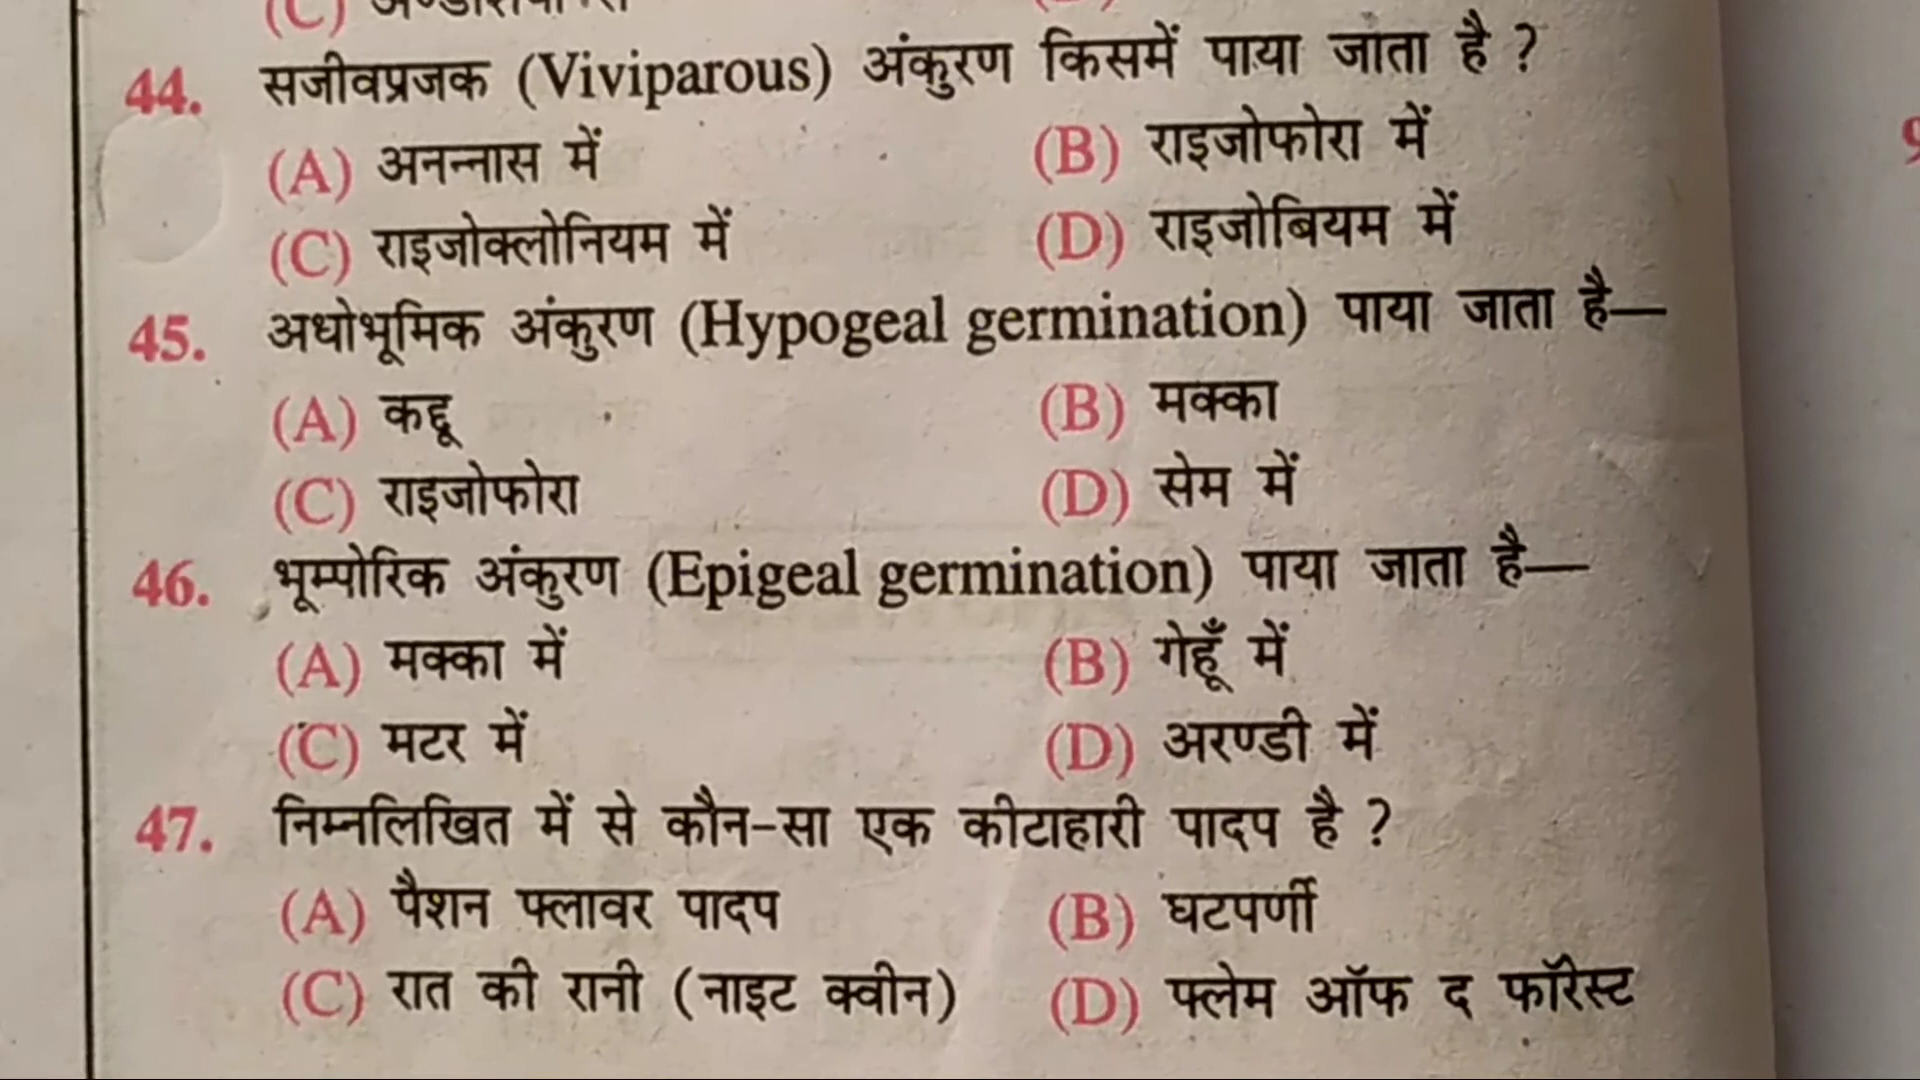 (C)
44. सजीवप्रजक (Viviparous) अंकुरण किसमें पाया जाता है ?
(A) अनन्नास में (B) राइजोफोरा में
(C) राइजोक्लोनियम में (D) राइजोबियम में
45. अधोभूमिक अंकुरण (Hypogeal germination) पाया जाता है—
(A) कद्दू (B) मक्का
(C) राइजोफोरा (D) सेम में
46. भूम्पोरिक अंकुरण (Epigeal germination) पाया जाता है—
(A) मक्का में (B) गेहूँ में
(C) मटर में (D) अरण्डी में
47. निम्नलिखित में से कौन-सा एक कीटाहारी पादप है ?
(A) पैशन फ्लावर पादप (B) घटपर्णी
(C) रात की रानी (नाइट क्वीन) (D) फ्लेम ऑफ द फॉरेस्ट